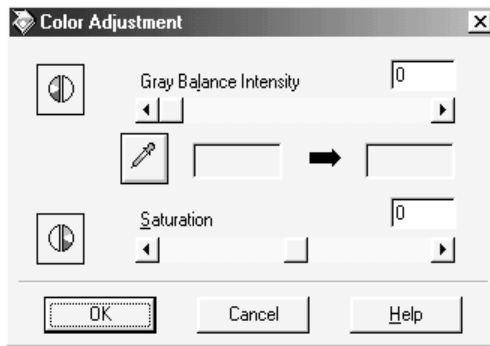 Color Adjustment
Gray Balance Intensity 0
Saturation 0
OK Cancel Help